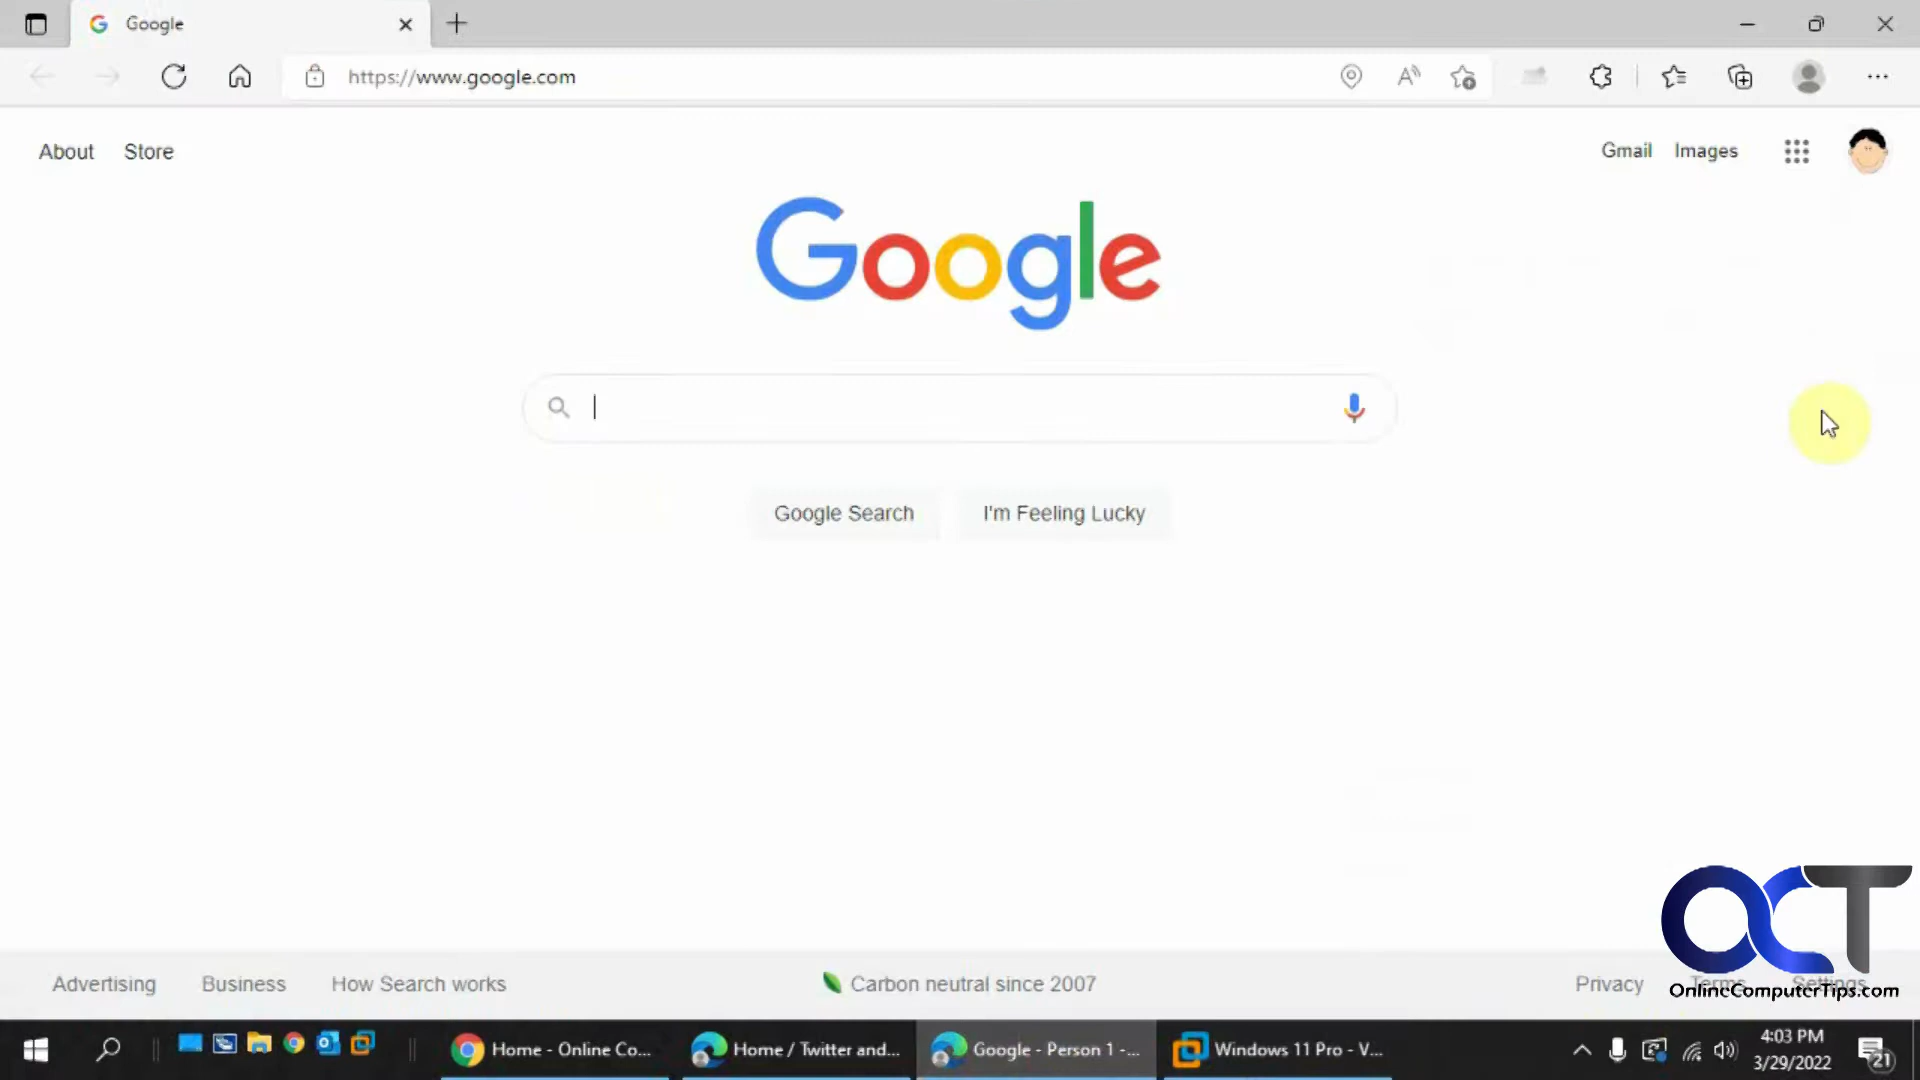 Google
https://www.google.com
About Store
Gmail Images
Google
Google Search I'm Feeling Lucky
OCT
OnlineComputerTips.com
Advertising Business How Search works
Carbon neutral since 2007
Privacy Terms Settings
Home - Online Co...
Home / Twitter and...
Google - Person 1 -...
Windows 11 Pro - V...
4:03 PM
3/29/2022
21